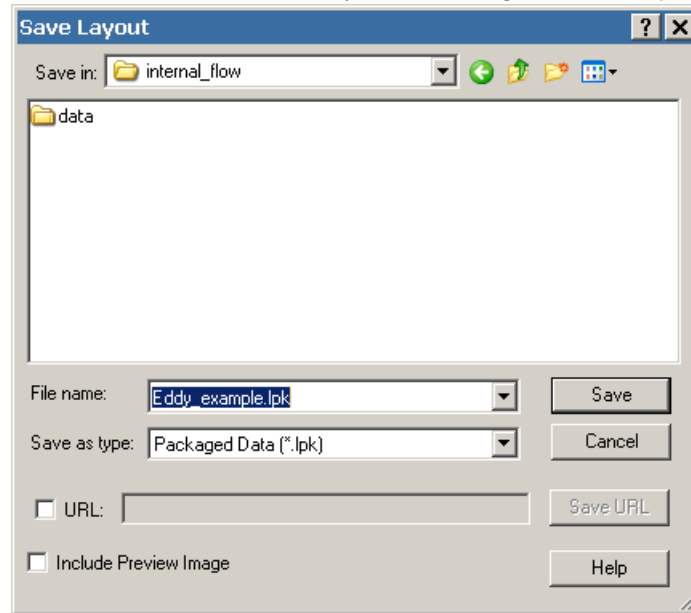 Save Layout
Save in: internal_flow
data
File name: Eddy_example.lpk Save
Save as type: Packaged Data (*.lpk) Cancel
URL: Save URL
Include Preview Image
Help